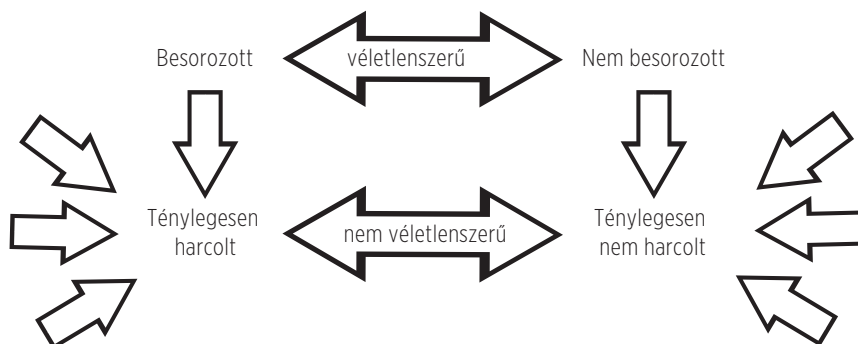 Besorozott
véletlenszerű
Nem besorozott
Ténylegesen
harcolt
nem véletlenszerű
Ténylegesen
nem harcolt